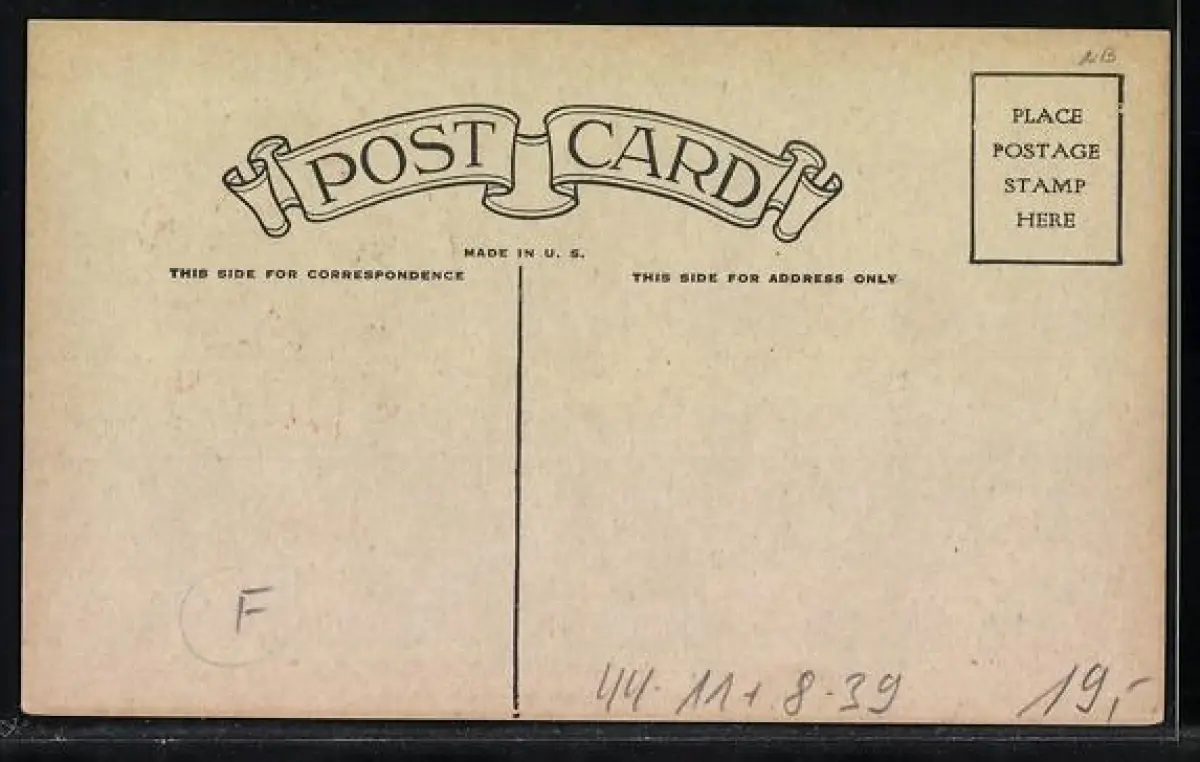 POST CARD
PLACE
POSTAGE
STAMP
HERE
MADE IN U. S.
THIS SIDE FOR CORRESPONDENCE
THIS SIDE FOR ADDRESS ONLY
F
44-11+8-39
19,-